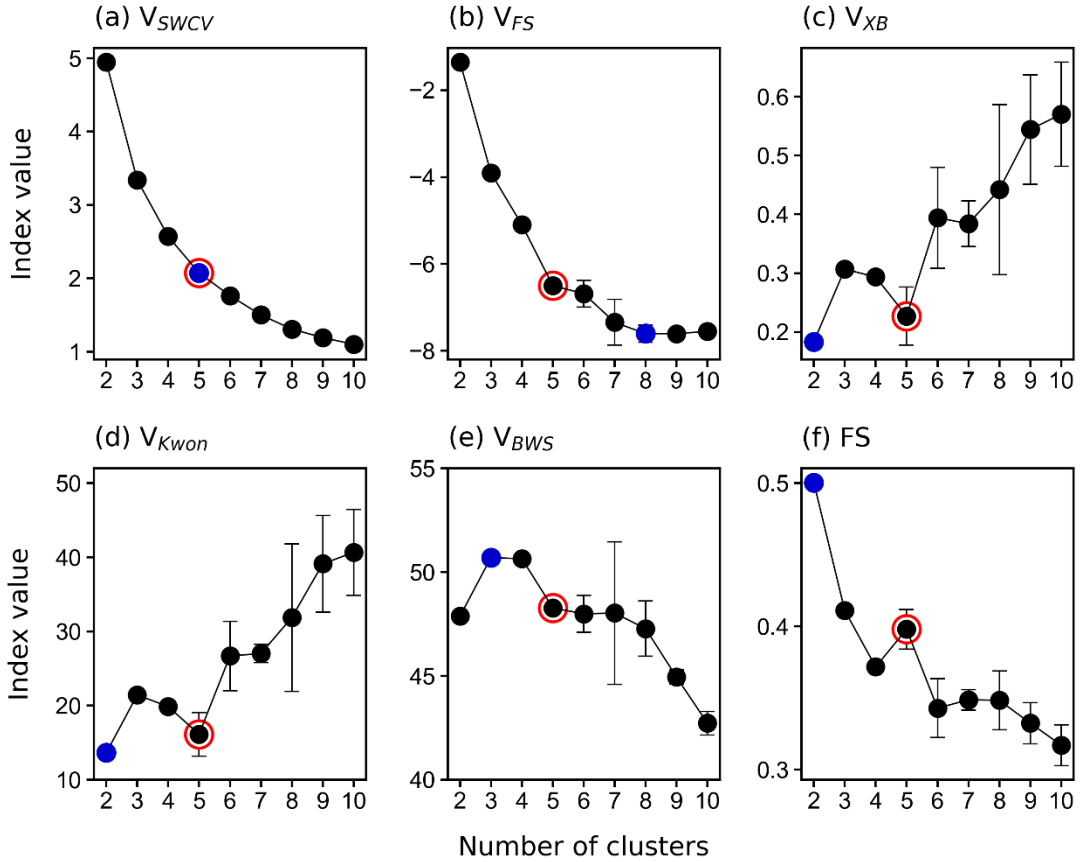 (a) V_SWCV
(b) V_FS
(c) V_XB
Index value
5
4
3
2
1
2 3 4 5 6 7 8 9 10
−2
−4
−6
−8
2 3 4 5 6 7 8 9 10
0.6
0.5
0.4
0.3
0.2
2 3 4 5 6 7 8 9 10
(d) V_Kwon
(e) V_BWS
(f) FS
Index value
50
40
30
20
10
2 3 4 5 6 7 8 9 10
55
50
45
40
2 3 4 5 6 7 8 9 10
0.5
0.4
0.3
2 3 4 5 6 7 8 9 10
Number of clusters